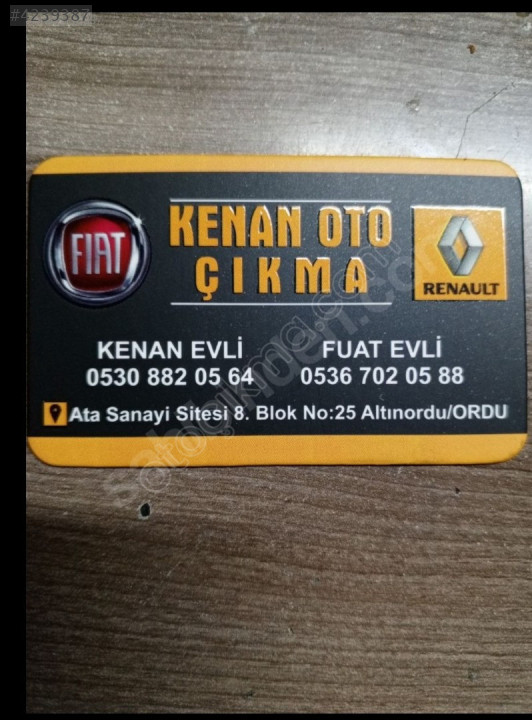 #4239387
KENAN OTO
ÇIKMA
FIAT
RENAULT
KENAN EVLİ FUAT EVLİ
0530 882 05 64 0536 702 05 88
Ata Sanayi Sitesi 8. Blok No:25 Altınordu/ORDU